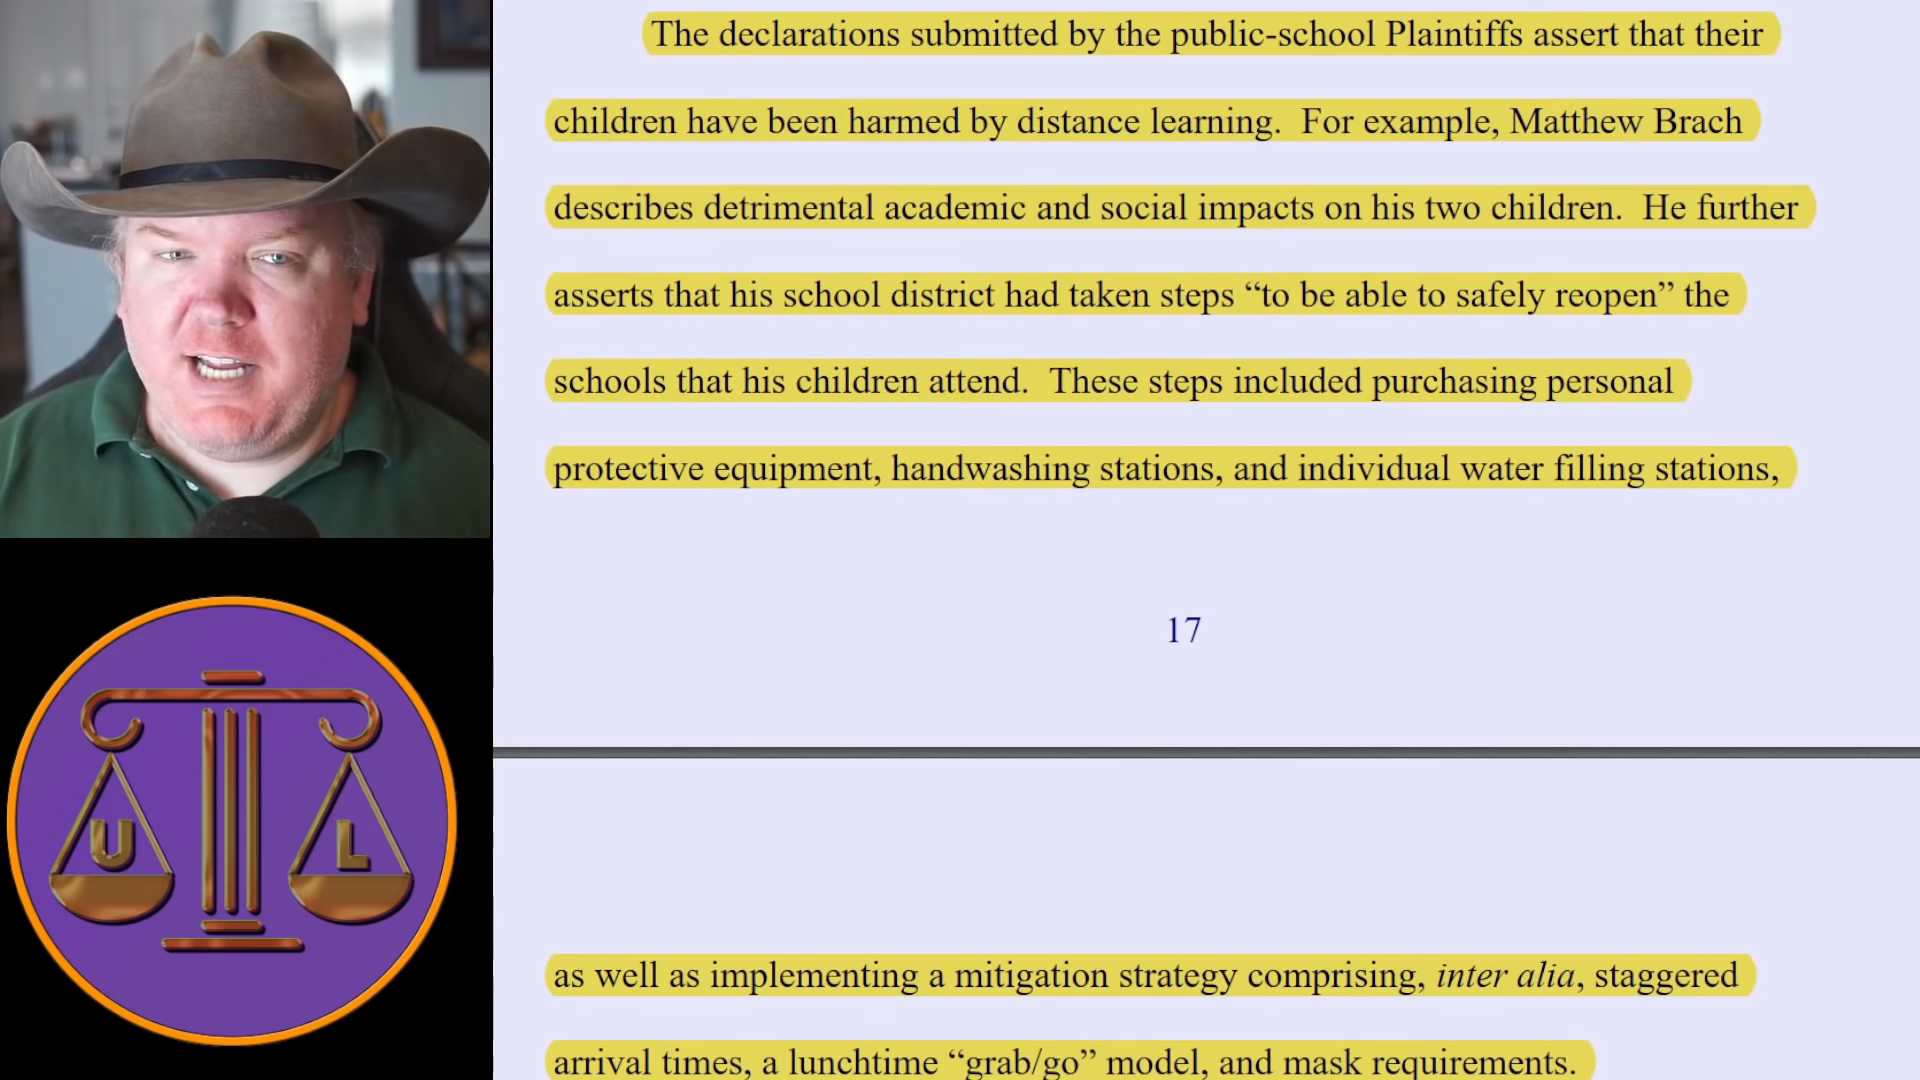 The declarations submitted by the public-school Plaintiffs assert that their
children have been harmed by distance learning.  For example, Matthew Brach
describes detrimental academic and social impacts on his two children.  He further
asserts that his school district had taken steps “to be able to safely reopen” the
schools that his children attend.  These steps included purchasing personal
protective equipment, handwashing stations, and individual water filling stations,
17
as well as implementing a mitigation strategy comprising, inter alia, staggered
arrival times, a lunchtime “grab/go” model, and mask requirements.
U L